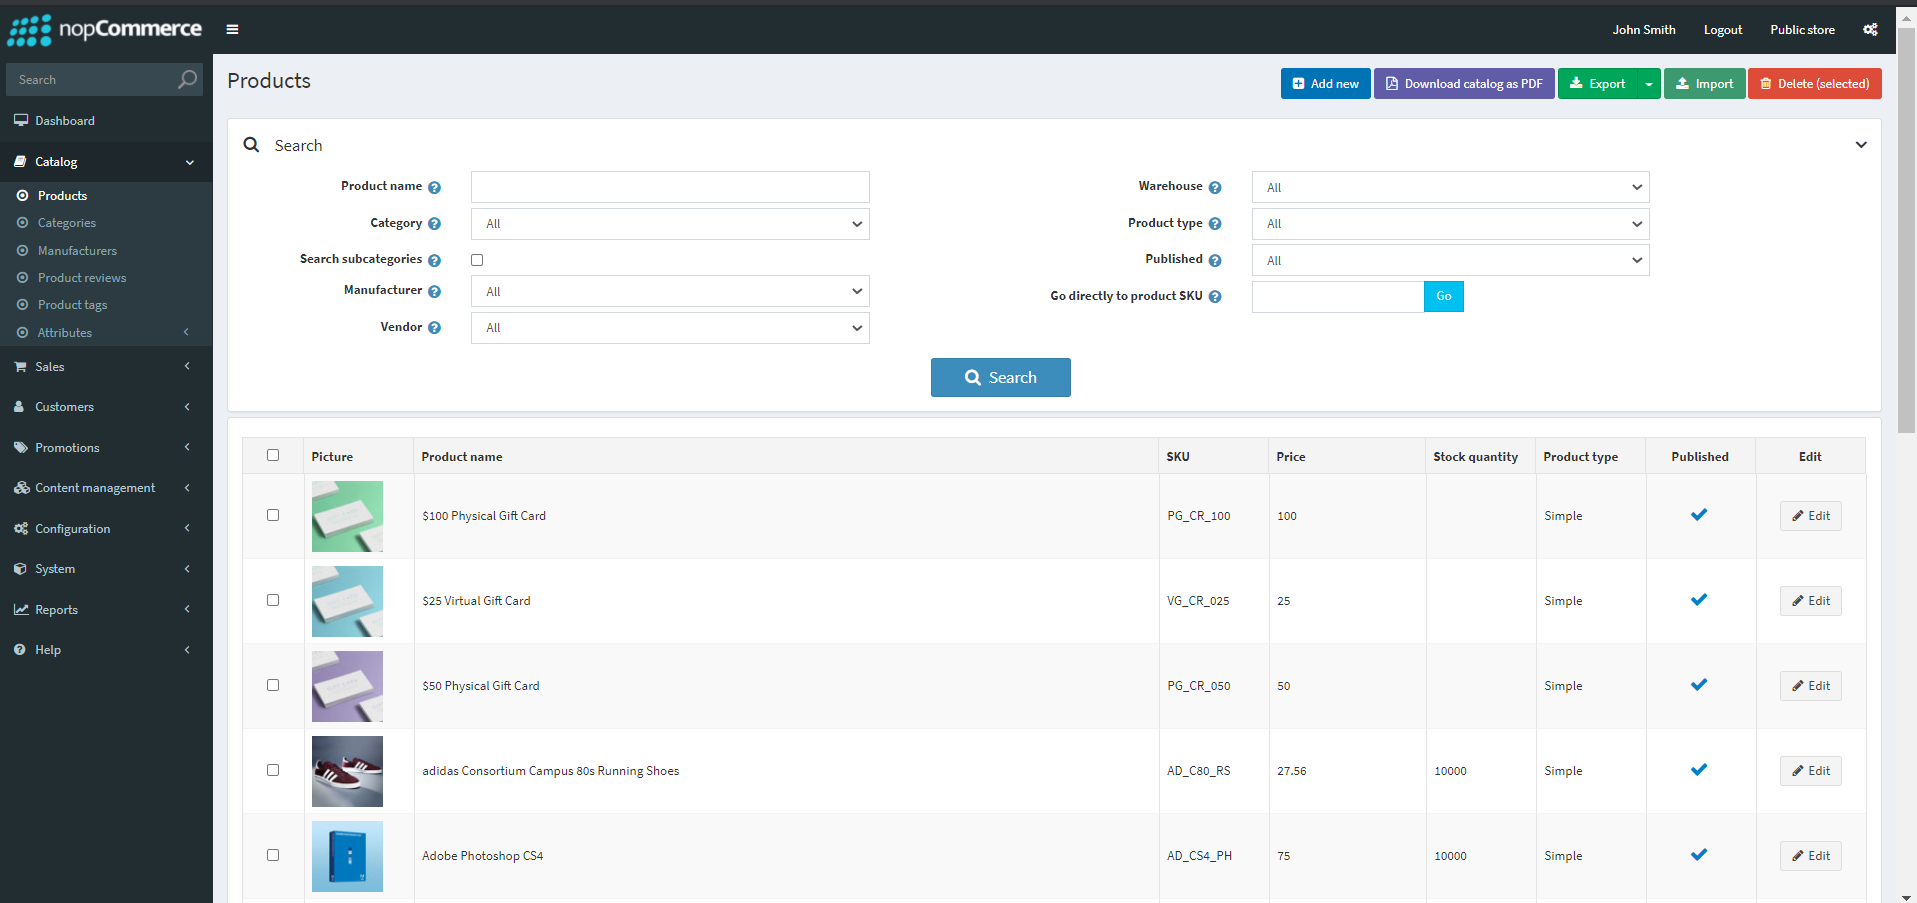 nopCommerce
John Smith
Logout
Public store
Search
Dashboard
Catalog
Products
Categories
Manufacturers
Product reviews
Product tags
Attributes
Sales
Customers
Promotions
Content management
Configuration
System
Reports
Help
Products
Add new
Download catalog as PDF
Export
Import
Delete (selected)
Search
Product name
Category All
Search subcategories
Manufacturer All
Vendor All
Warehouse All
Product type All
Published All
Go directly to product SKU Go
Search
Picture Product name SKU Price Stock quantity Product type Published Edit
$100 Physical Gift Card PG_CR_100 100 Simple Edit
$25 Virtual Gift Card VG_CR_025 25 Simple Edit
$50 Physical Gift Card PG_CR_050 50 Simple Edit
adidas Consortium Campus 80s Running Shoes AD_C80_RS 27.56 10000 Simple Edit
Adobe Photoshop CS4 AD_CS4_PH 75 10000 Simple Edit